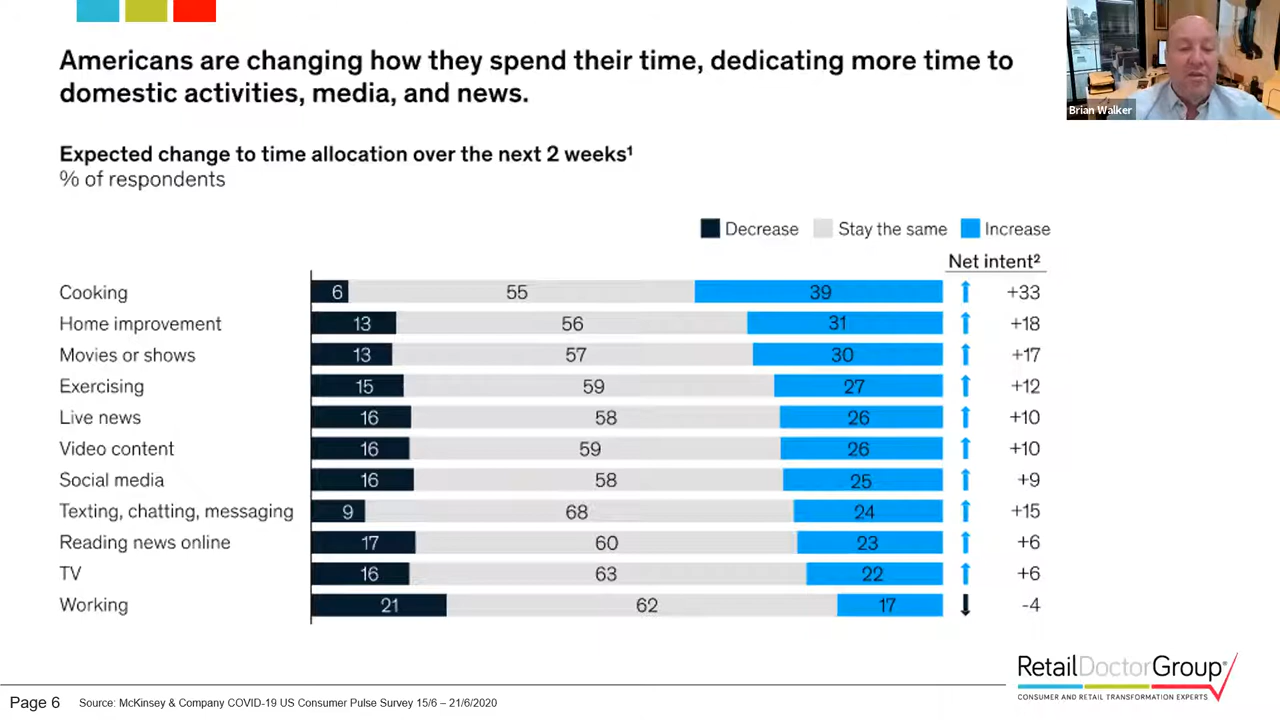 Americans are changing how they spend their time, dedicating more time to
domestic activities, media, and news.
Brian Walker
Expected change to time allocation over the next 2 weeks¹
% of respondents
Decrease Stay the same Increase
Net intent²
Cooking 6 55 39 +33
Home improvement 13 56 31 +18
Movies or shows 13 57 30 +17
Exercising 15 59 27 +12
Live news 16 58 26 +10
Video content 16 59 26 +10
Social media 16 58 25 +9
Texting, chatting, messaging 9 68 24 +15
Reading news online 17 60 23 +6
TV 16 63 22 +6
Working 21 62 17 -4
RetailDoctorGroup®
CONSUMER AND RETAIL TRANSFORMATION EXPERTS
Page 6 Source: McKinsey & Company COVID-19 US Consumer Pulse Survey 15/6 – 21/6/2020